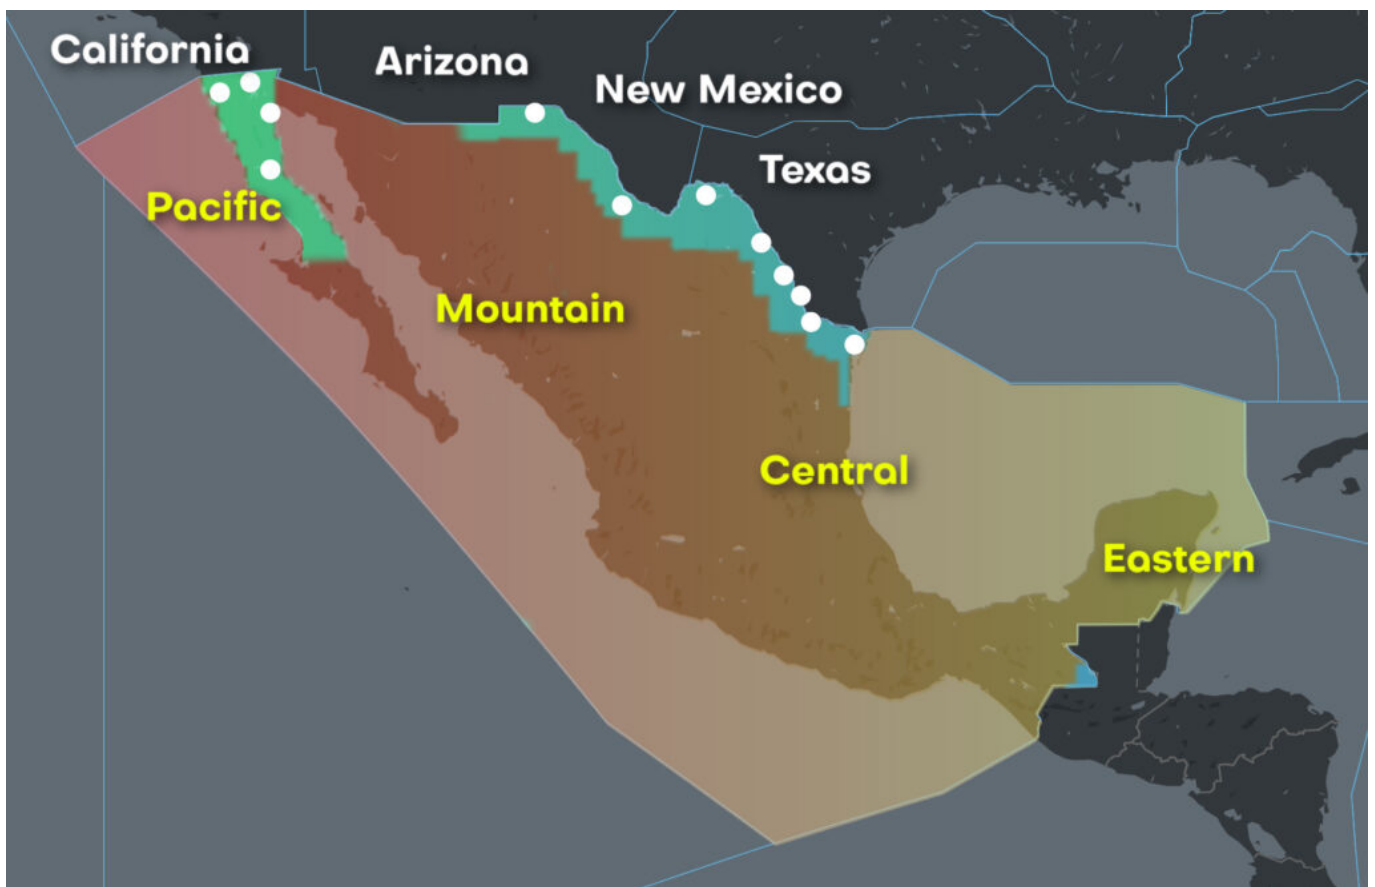 California
Arizona
New Mexico
Texas
Pacific
Mountain
Central
Eastern